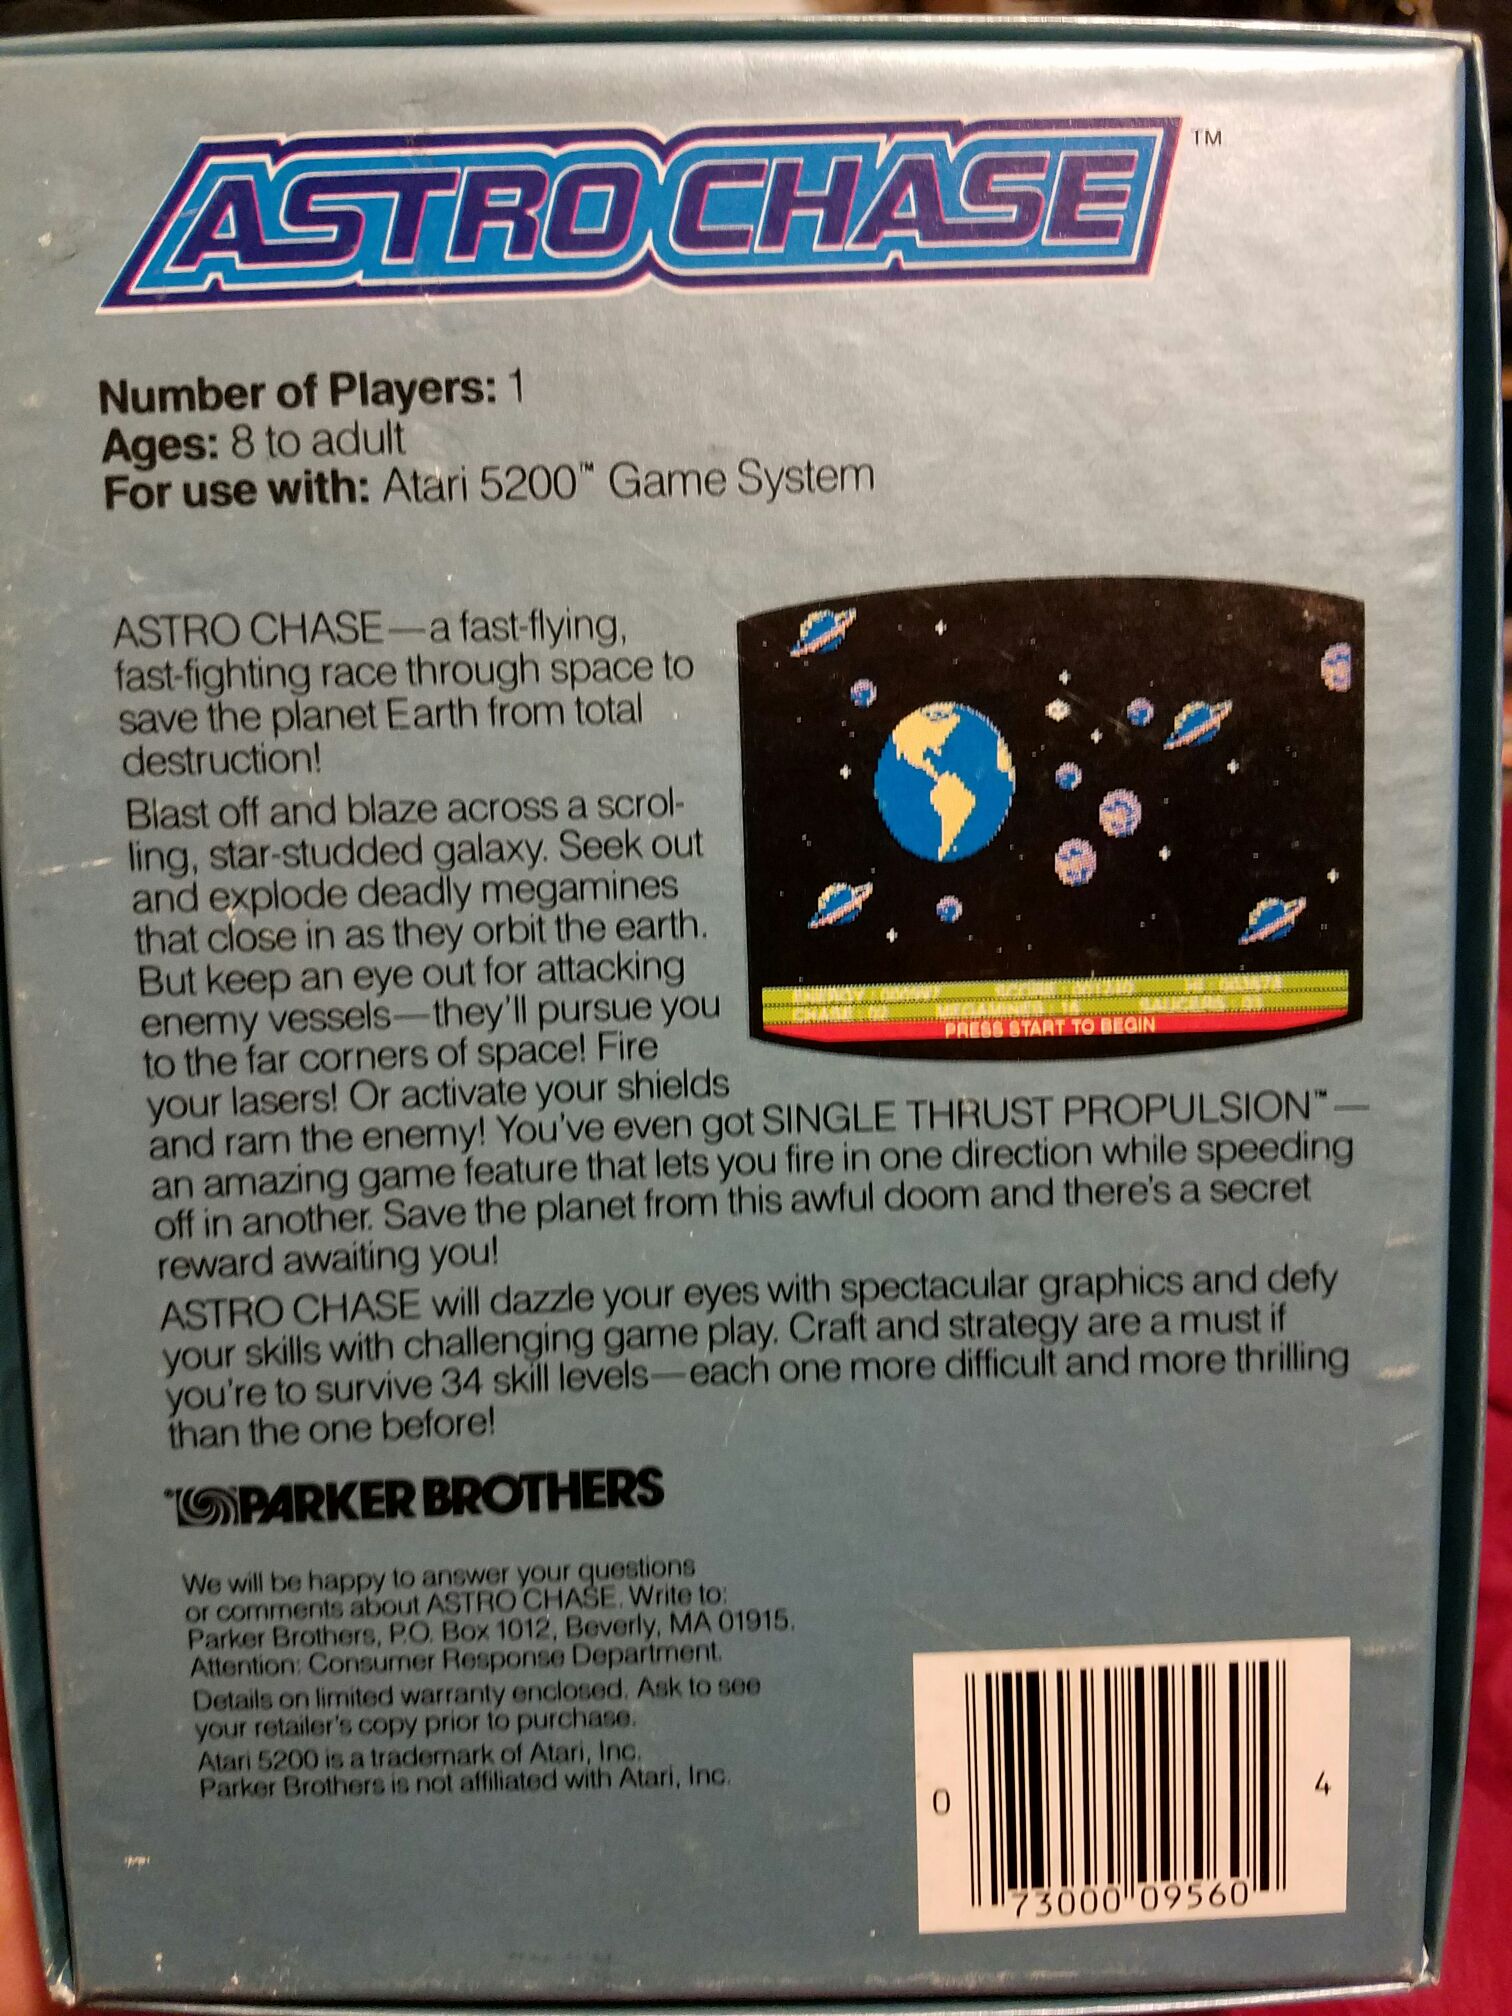 ASTRO CHASE™
Number of Players: 1
Ages: 8 to adult
For use with: Atari 5200™ Game System
ASTRO CHASE—a fast-flying,
fast-fighting race through space to
save the planet Earth from total
destruction!
Blast off and blaze across a scrol-
ling, star-studded galaxy. Seek out
and explode deadly megamines
that close in as they orbit the earth.
But keep an eye out for attacking
enemy vessels—they'll pursue you
to the far corners of space! Fire
your lasers! Or activate your shields
and ram the enemy! You've even got SINGLE THRUST PROPULSION™—
an amazing game feature that lets you fire in one direction while speeding
off in another. Save the planet from this awful doom and there's a secret
reward awaiting you!
ASTRO CHASE will dazzle your eyes with spectacular graphics and defy
your skills with challenging game play. Craft and strategy are a must if
you're to survive 34 skill levels—each one more difficult and more thrilling
than the one before!
ENERGY SCORE HI
CHASE MEGAMINES SAUCERS
PRESS START TO BEGIN
PARKER BROTHERS
We will be happy to answer your questions
or comments about ASTRO CHASE. Write to:
Parker Brothers, P.O. Box 1012, Beverly, MA 01915.
Attention: Consumer Response Department.
Details on limited warranty enclosed. Ask to see
your retailer's copy prior to purchase.
Atari 5200 is a trademark of Atari, Inc.
Parker Brothers is not affiliated with Atari, Inc.
0 73000 09560 4